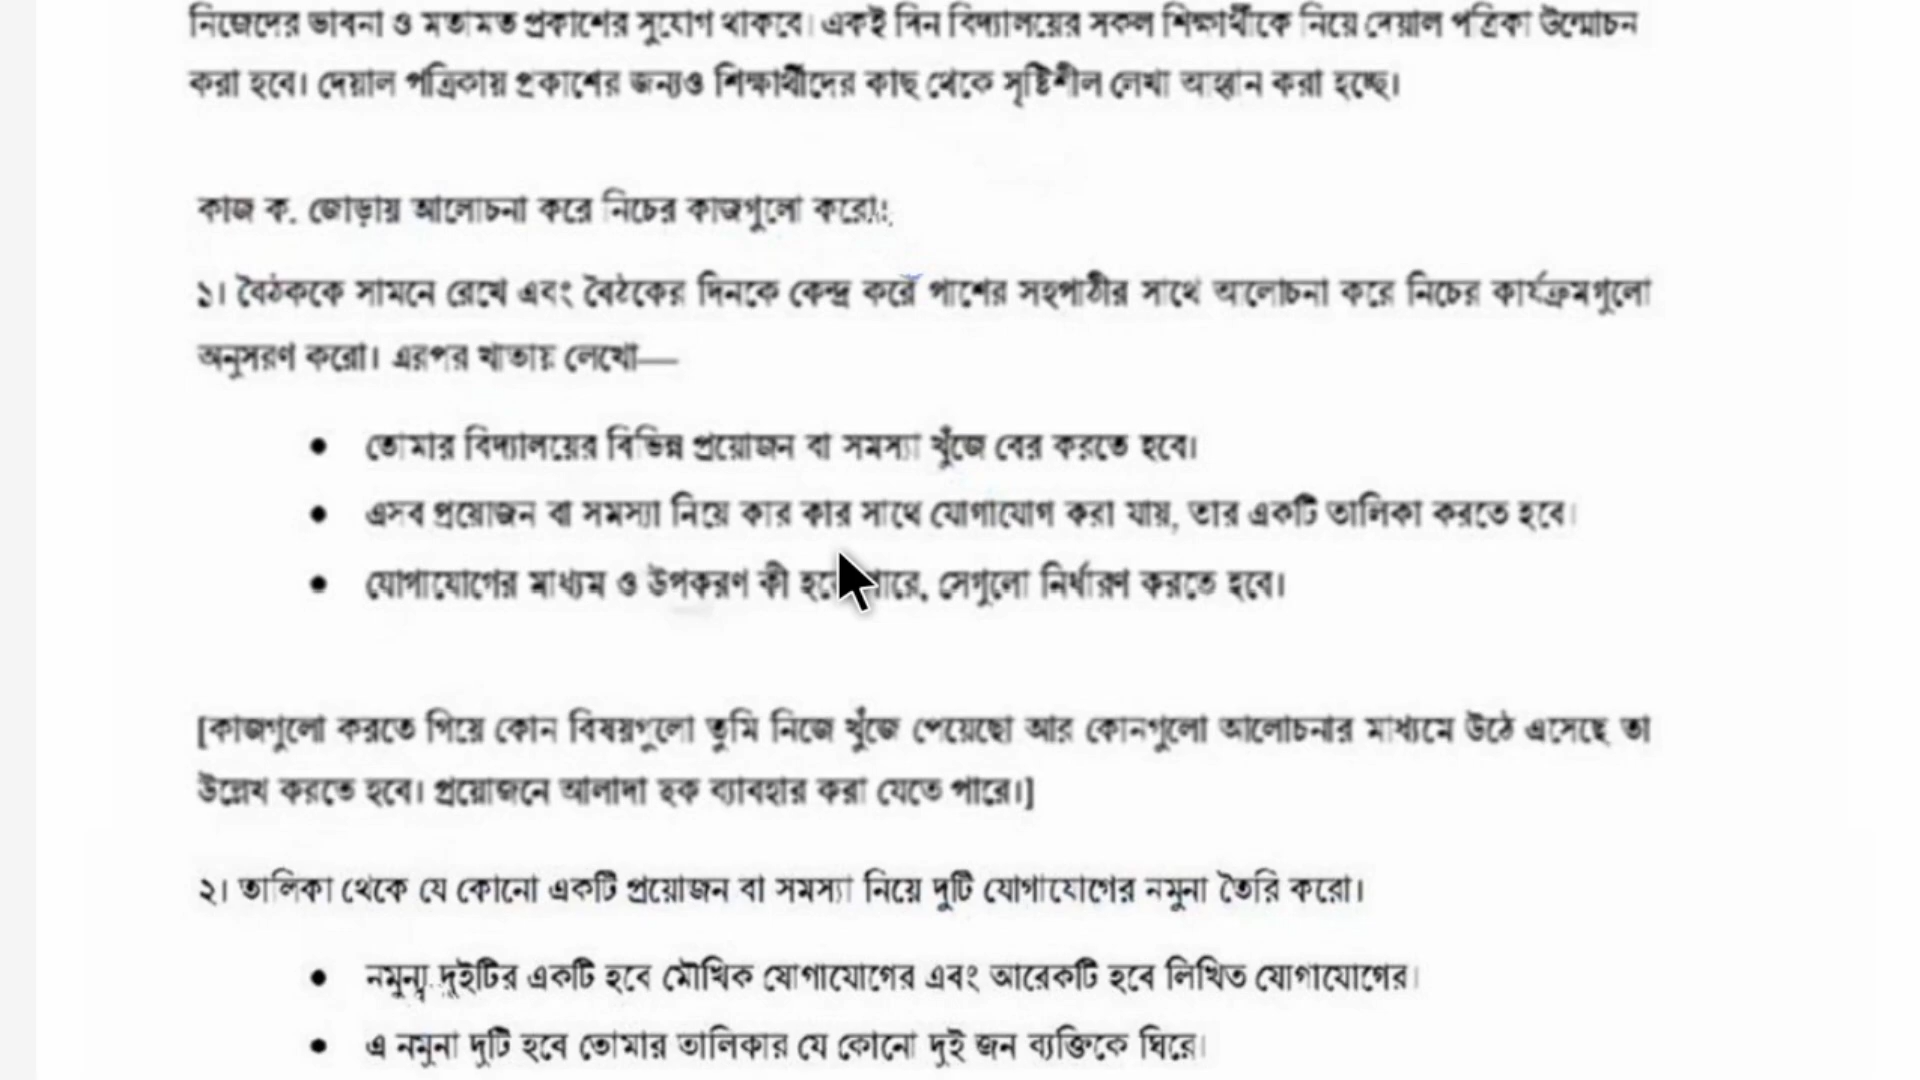 নিজেদের ভাবনা ও মতামত প্রকাশের সুযোগ থাকবে। একই দিন বিদ্যালয়ের সকল শিক্ষার্থীকে নিয়ে দেয়াল পত্রিকা উন্মোচন
করা হবে। দেয়াল পত্রিকায় প্রকাশের জন্যও শিক্ষার্থীদের কাছ থেকে সৃষ্টিশীল লেখা আহ্বান করা হচ্ছে।
কাজ ক. জোড়ায় আলোচনা করে নিচের কাজগুলো করো:
১। বৈঠককে সামনে রেখে এবং বৈঠকের দিনকে কেন্দ্র করে পাশের সহপাঠীর সাথে আলোচনা করে নিচের কার্যক্রমগুলো
অনুসরণ করো। এরপর খাতায় লেখো—
• তোমার বিদ্যালয়ের বিভিন্ন প্রয়োজন বা সমস্যা খুঁজে বের করতে হবে।
• এসব প্রয়োজন বা সমস্যা নিয়ে কার কার সাথে যোগাযোগ করা যায়, তার একটি তালিকা করতে হবে।
• যোগাযোগের মাধ্যম ও উপকরণ কী হতে পারে, সেগুলো নির্ধারণ করতে হবে।
[কাজগুলো করতে গিয়ে কোন বিষয়গুলো তুমি নিজে খুঁজে পেয়েছো আর কোনগুলো আলোচনার মাধ্যমে উঠে এসেছে তা
উল্লেখ করতে হবে। প্রয়োজনে আলাদা ছক ব্যাবহার করা যেতে পারে।]
২। তালিকা থেকে যে কোনো একটি প্রয়োজন বা সমস্যা নিয়ে দুটি যোগাযোগের নমুনা তৈরি করো।
• নমুনা দুইটির একটি হবে মৌখিক যোগাযোগের এবং আরেকটি হবে লিখিত যোগাযোগের।
• এ নমুনা দুটি হবে তোমার তালিকার যে কোনো দুই জন ব্যক্তিকে ঘিরে।